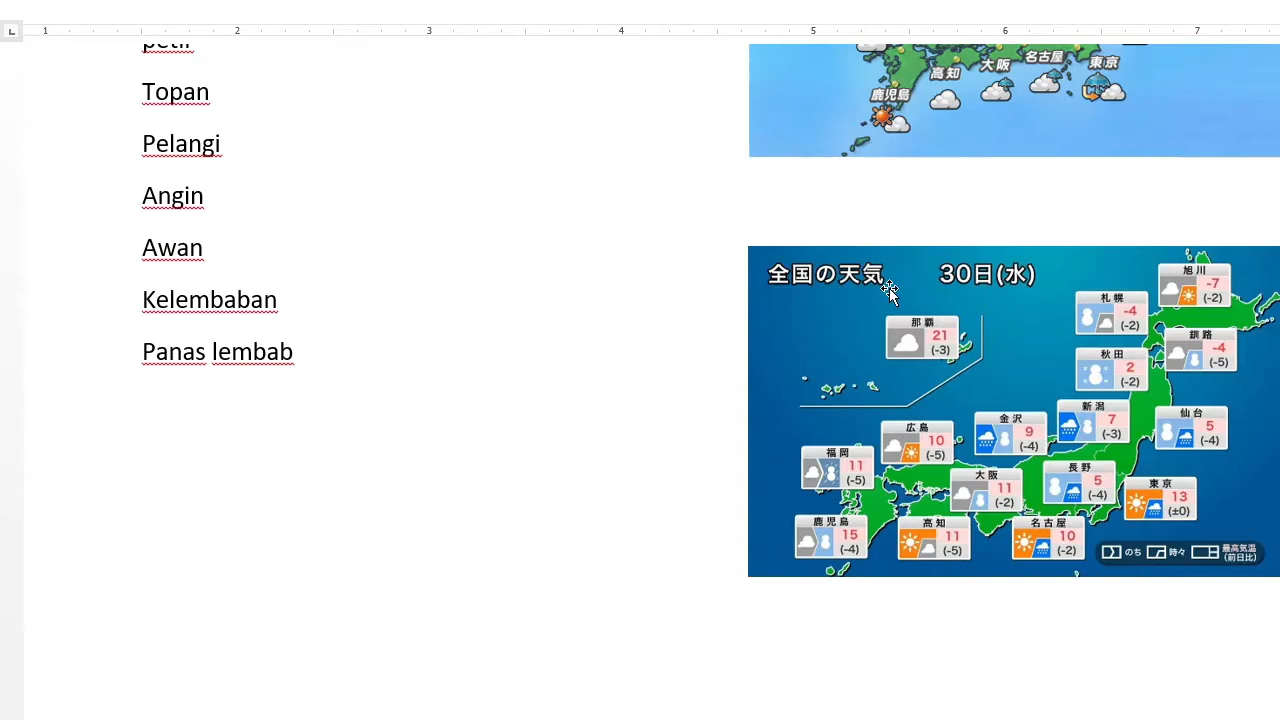 1 2 3 4 5 6 7
petir
Topan
Pelangi
Angin
Awan
Kelembaban
Panas lembab
高知 大阪 名古屋 東京
鹿児島
全国の天気 30日(水)
旭川
-7
(-2)
札幌
-4
(-2)
那覇
21
(-3)
釧路
-4
(-5)
秋田
2
(-2)
新潟
7
(-3)
仙台
5
(-4)
金沢
9
(-4)
広島
10
(-5)
福岡
11
(-5)
大阪
11
(-2)
長野
5
(-4)
東京
13
(±0)
鹿児島
15
(-4)
高知
11
(-5)
名古屋
10
(-2)
のち 時々 最高気温
(前日比)